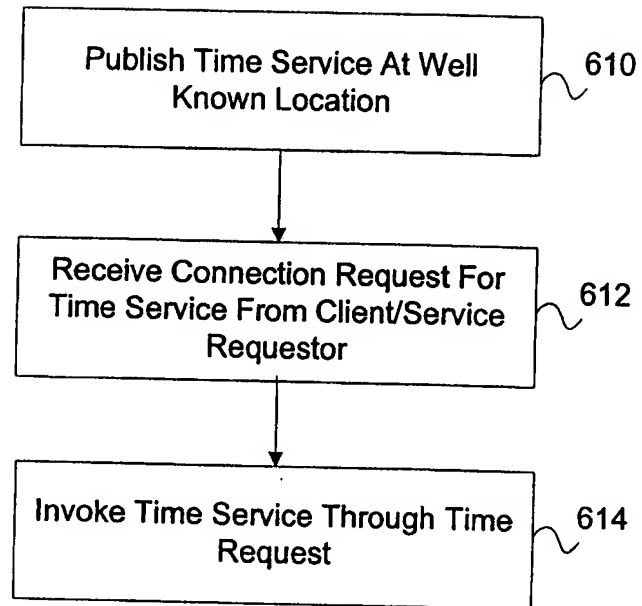 Publish Time Service At Well
Known Location
610
Receive Connection Request For
Time Service From Client/Service
Requestor
612
Invoke Time Service Through Time
Request
614